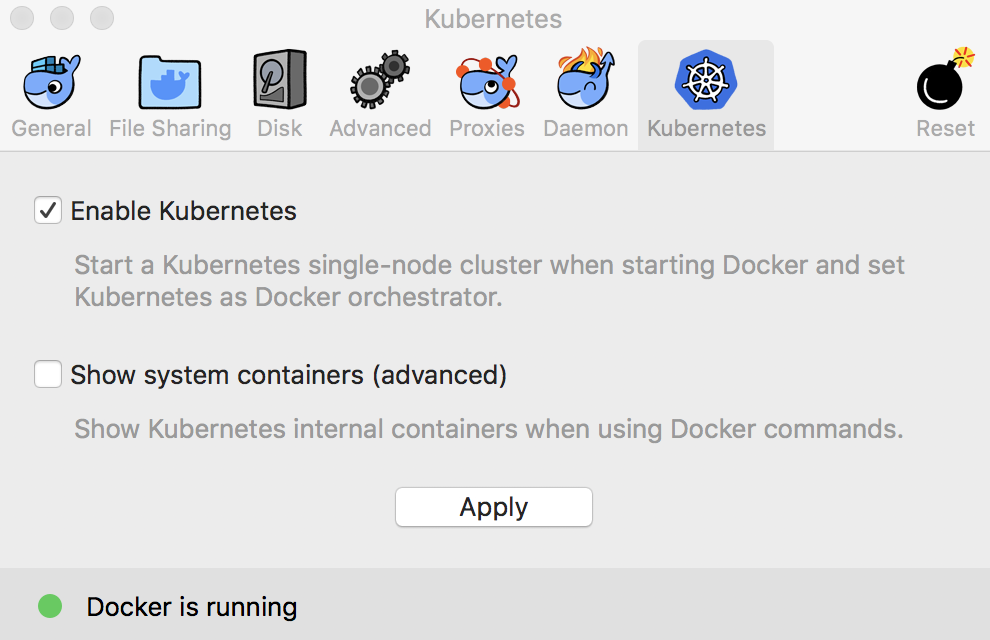 Kubernetes
General File Sharing Disk Advanced Proxies Daemon Kubernetes Reset
Enable Kubernetes
Start a Kubernetes single-node cluster when starting Docker and set
Kubernetes as Docker orchestrator.
Show system containers (advanced)
Show Kubernetes internal containers when using Docker commands.
Apply
Docker is running